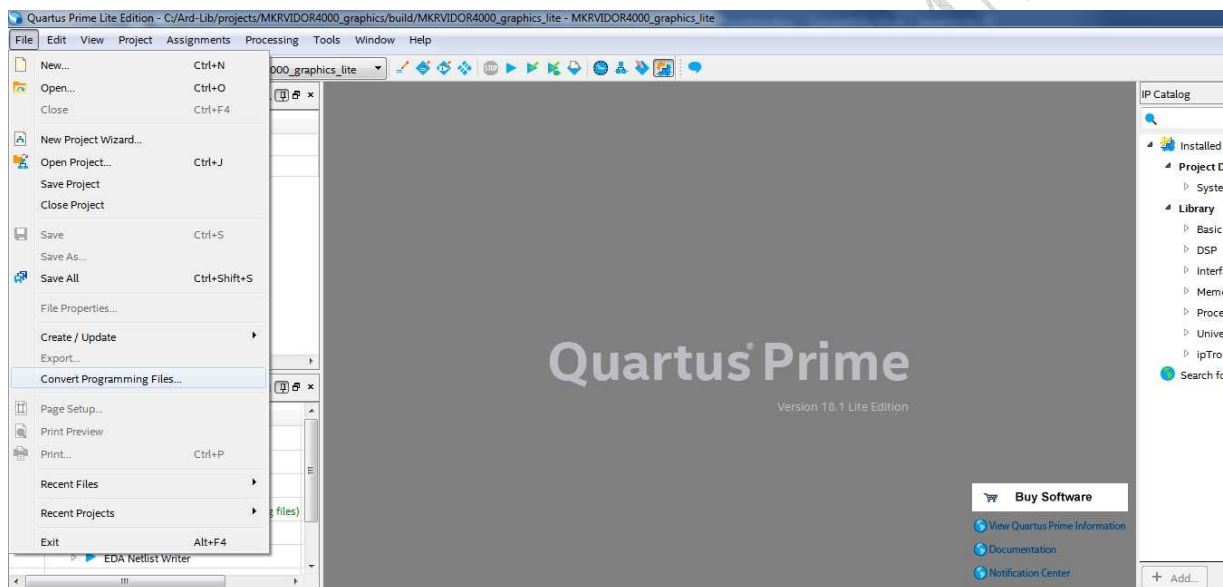 Quartus Prime Lite Edition - C:/Ard-Lib/projects/MKRVIDOR4000_graphics/build/MKRVIDOR4000_graphics_lite - MKRVIDOR4000_graphics_lite
File Edit View Project Assignments Processing Tools Window Help
New... Ctrl+N
000_graphics_lite
Open... Ctrl+O
Close Ctrl+F4
New Project Wizard...
Open Project... Ctrl+J
Save Project
Close Project
Save Ctrl+S
Save As...
Save All Ctrl+Shift+S
File Properties...
Create / Update
Export...
Convert Programming Files...
Page Setup...
Print Preview
Print... Ctrl+P
Recent Files
Recent Projects
g files)
Exit Alt+F4
EDA Netlist Writer
Quartus® Prime
Version 18.1 Lite Edition
Buy Software
View Quartus Prime Information
Documentation
Notification Center
IP Catalog
Installed
Project D
Syste
Library
Basic
DSP
Interf
Memo
Proce
Unive
ipTro
Search fo
+ Add...